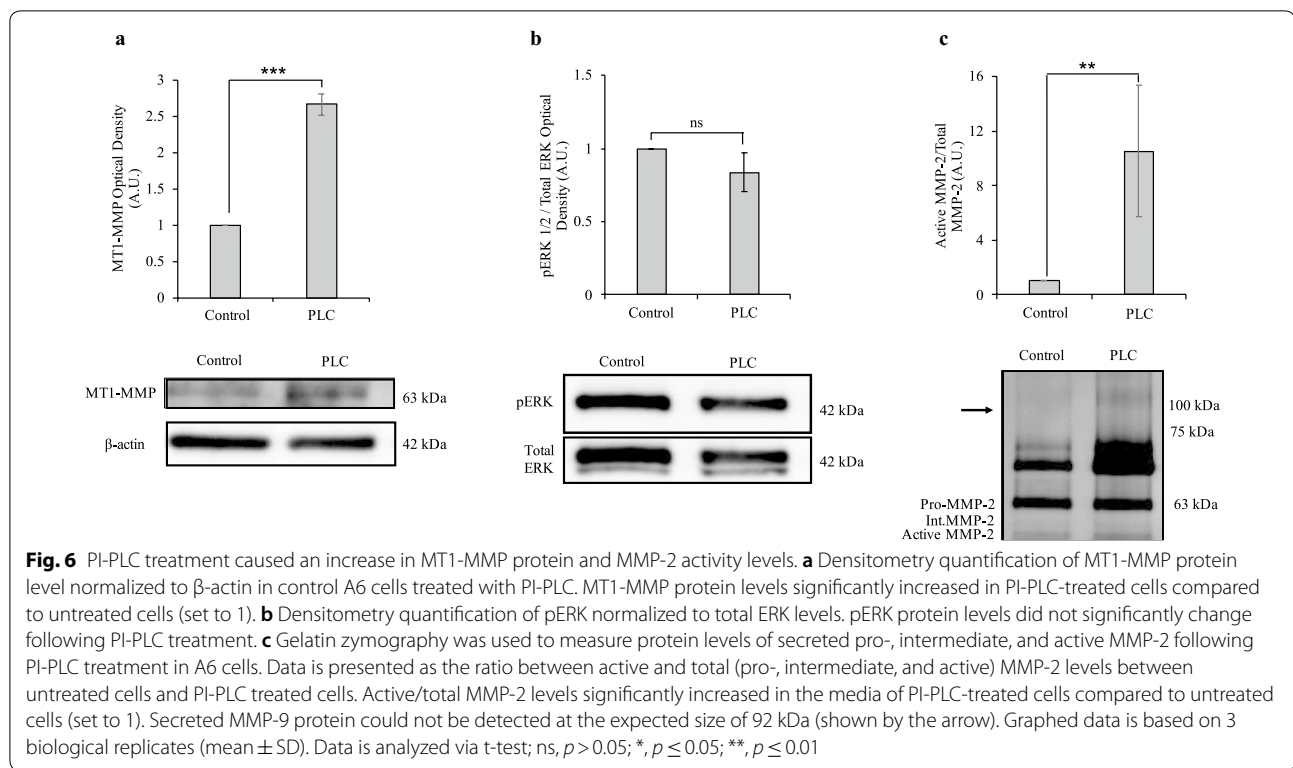 a
***
3
2.5
2
1.5
1
0.5
0
MT1-MMP Optical Density
(A.U.)
Control
PLC
Control
PLC
MT1-MMP
63 kDa
β-actin
42 kDa
b
1.5
ns
1
0.5
0
pERK 1/2 / Total ERK Optical
Density (A.U.)
Control
PLC
Control
PLC
pERK
42 kDa
Total
ERK
42 kDa
c
16
**
12
8
4
0
Active MMP-2/Total
MMP-2 (A.U.)
Control
PLC
Control
PLC
100 kDa
75 kDa
Pro-MMP-2
63 kDa
Int.MMP-2
Active MMP-2
Fig. 6 PI-PLC treatment caused an increase in MT1-MMP protein and MMP-2 activity levels. a Densitometry quantification of MT1-MMP protein
level normalized to β-actin in control A6 cells treated with PI-PLC. MT1-MMP protein levels significantly increased in PI-PLC-treated cells compared
to untreated cells (set to 1). b Densitometry quantification of pERK normalized to total ERK levels. pERK protein levels did not significantly change
following PI-PLC treatment. c Gelatin zymography was used to measure protein levels of secreted pro-, intermediate, and active MMP-2 following
PI-PLC treatment in A6 cells. Data is presented as the ratio between active and total (pro-, intermediate, and active) MMP-2 levels between
untreated cells and PI-PLC treated cells. Active/total MMP-2 levels significantly increased in the media of PI-PLC-treated cells compared to untreated
cells (set to 1). Secreted MMP-9 protein could not be detected at the expected size of 92 kDa (shown by the arrow). Graphed data is based on 3
biological replicates (mean ± SD). Data is analyzed via t-test; ns, p > 0.05; *, p ≤ 0.05; **, p ≤ 0.01